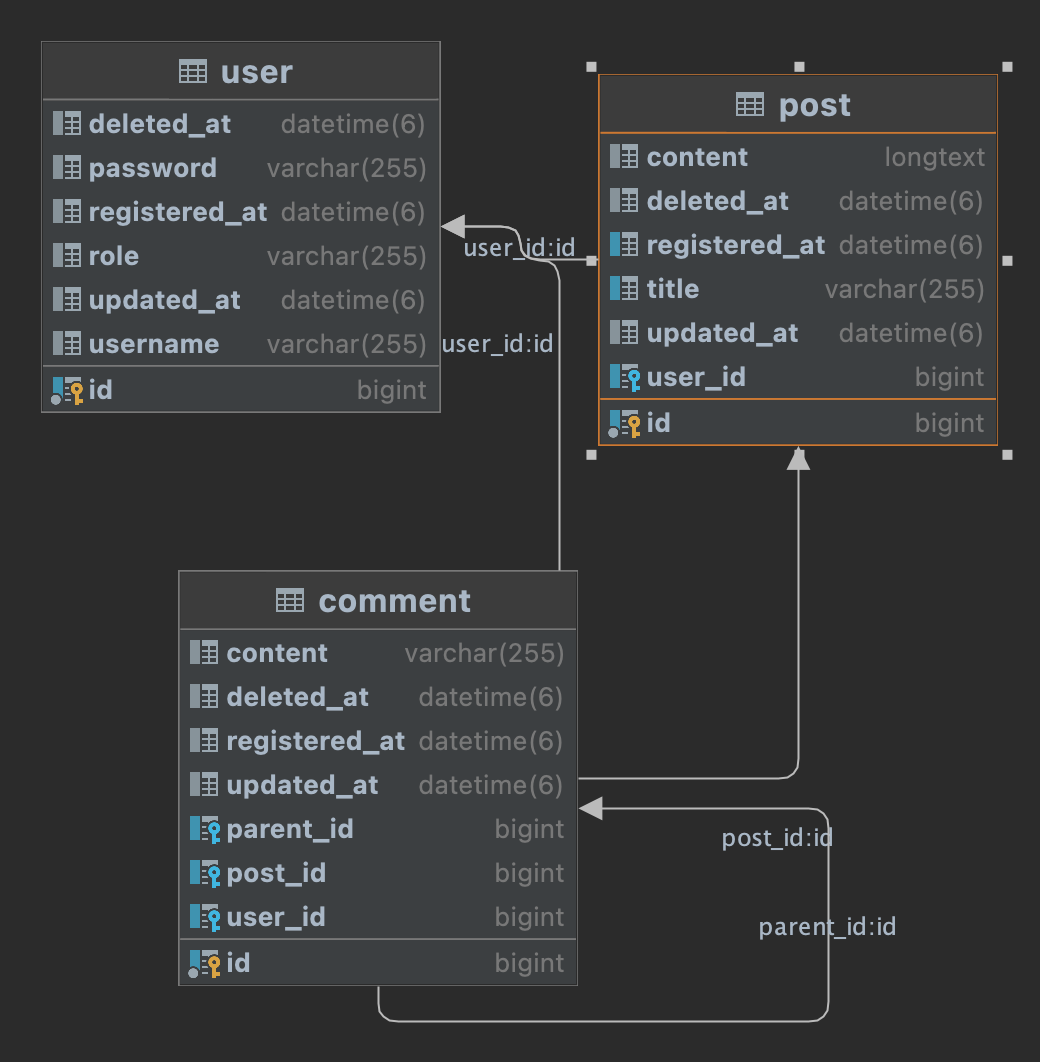 user
deleted_at datetime(6)
password varchar(255)
registered_at datetime(6)
role varchar(255)
updated_at datetime(6)
username varchar(255)
id bigint
post
content longtext
deleted_at datetime(6)
registered_at datetime(6)
title varchar(255)
updated_at datetime(6)
user_id bigint
id bigint
user_id:id
user_id:id
comment
content varchar(255)
deleted_at datetime(6)
registered_at datetime(6)
updated_at datetime(6)
parent_id bigint
post_id bigint
user_id bigint
id bigint
post_id:id
parent_id:id